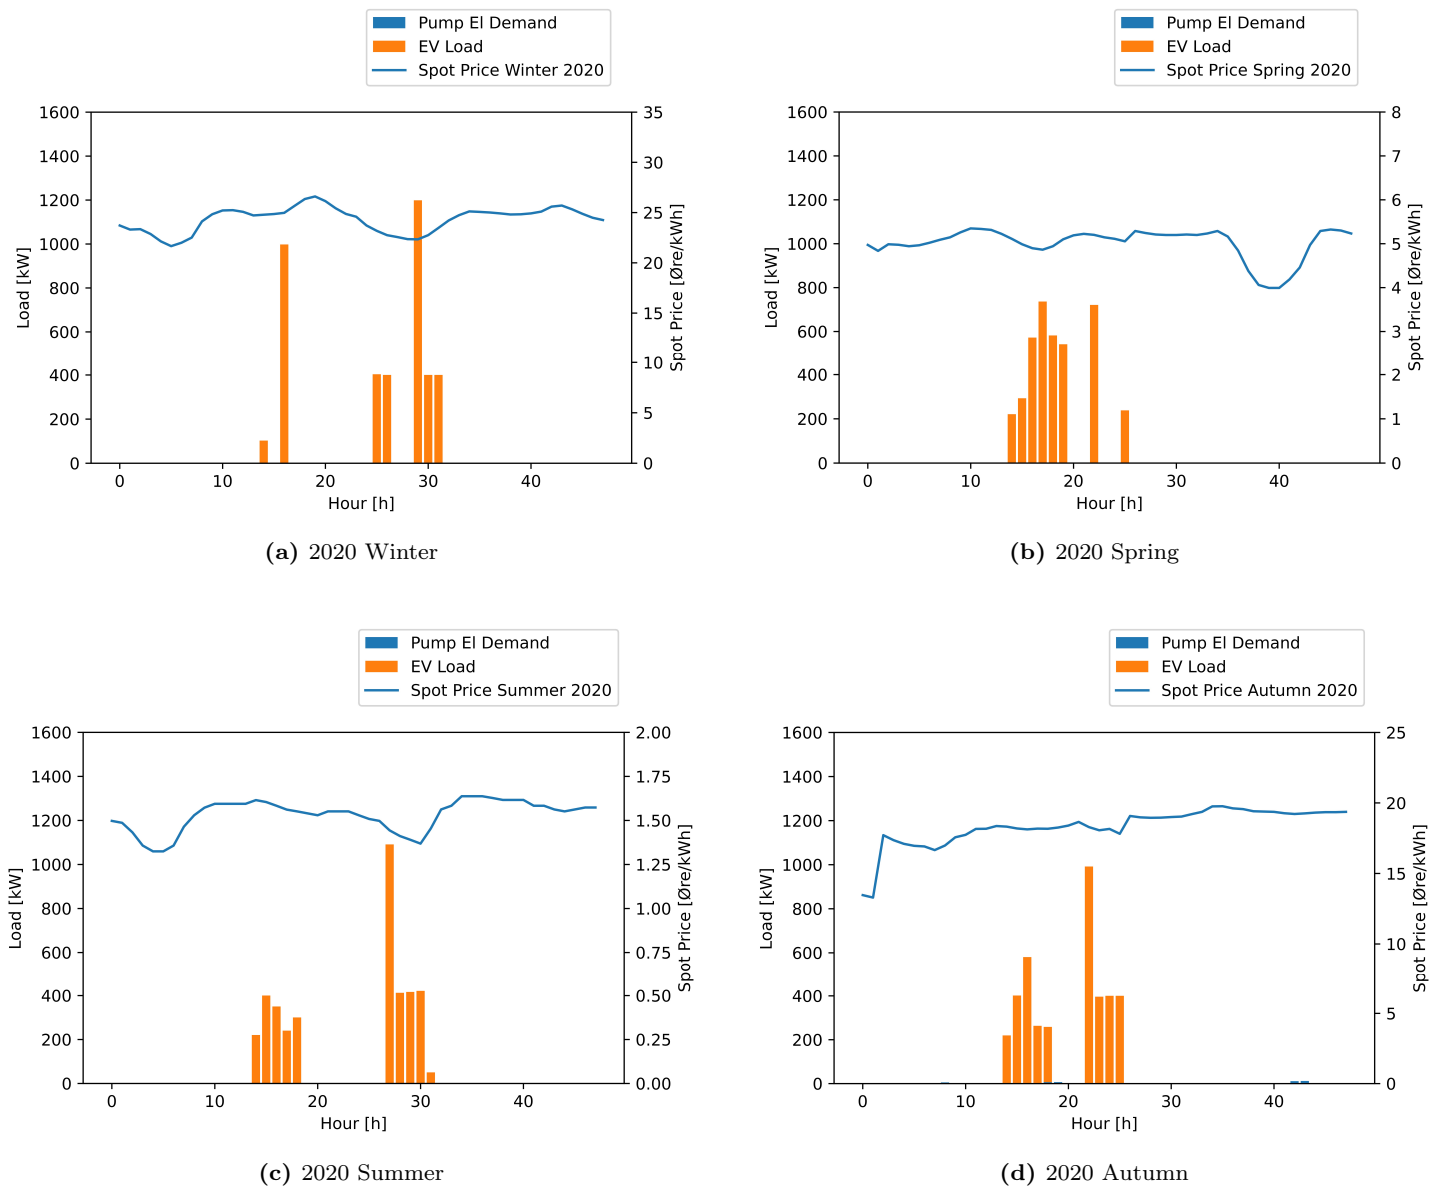 Pump El Demand
EV Load
Spot Price Winter 2020
1600
1400
1200
1000
800
600
400
200
0
Load [kW]
35
30
25
20
15
10
5
0
Spot Price [Øre/kWh]
0 10 20 30 40
Hour [h]
(a) 2020 Winter
Pump El Demand
EV Load
Spot Price Spring 2020
1600
1400
1200
1000
800
600
400
200
0
Load [kW]
8
7
6
5
4
3
2
1
0
Spot Price [Øre/kWh]
0 10 20 30 40
Hour [h]
(b) 2020 Spring
Pump El Demand
EV Load
Spot Price Summer 2020
1600
1400
1200
1000
800
600
400
200
0
Load [kW]
2.00
1.75
1.50
1.25
1.00
0.75
0.50
0.25
0.00
Spot Price [Øre/kWh]
0 10 20 30 40
Hour [h]
(c) 2020 Summer
Pump El Demand
EV Load
Spot Price Autumn 2020
1600
1400
1200
1000
800
600
400
200
0
Load [kW]
25
20
15
10
5
0
Spot Price [Øre/kWh]
0 10 20 30 40
Hour [h]
(d) 2020 Autumn